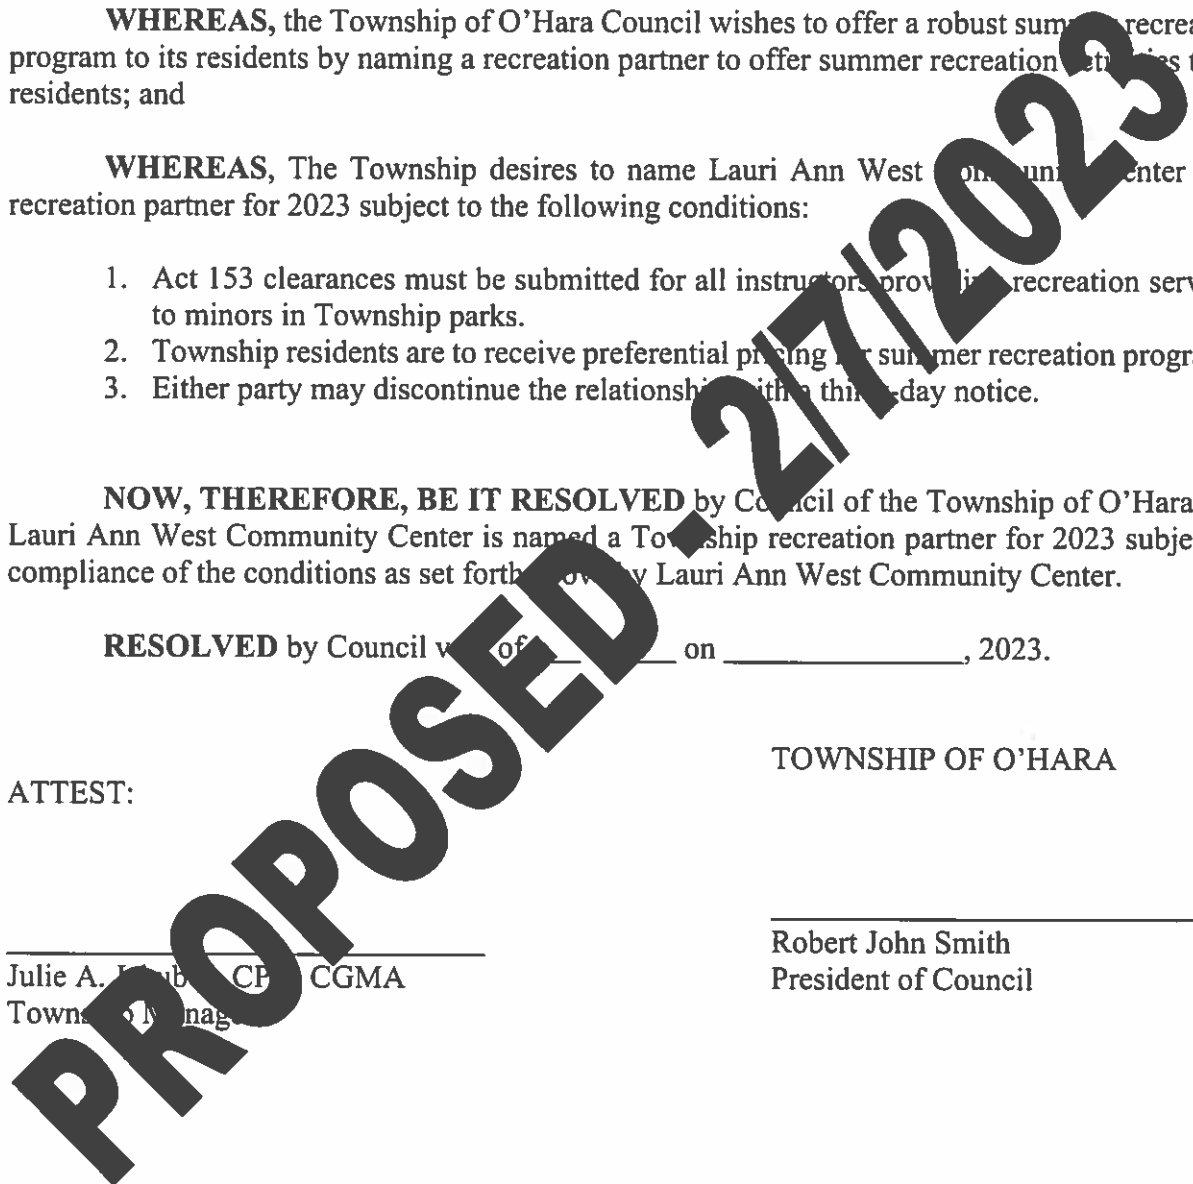 WHEREAS, the Township of O'Hara Council wishes to offer a robust
program to its residents by naming a recreation partner to offer summer recreation
residents; and
WHEREAS, The Township desires to name Lauri Ann West
recreation partner for 2023 subject to the following conditions:
1. Act 153 clearances must be submitted for all instructors recreation
to minors in Township parks.
2. Township residents are to receive preferential pricing summer recreation
3. Either party may discontinue the relationship day notice.
NOW, THEREFORE, BE IT RESOLVED by Council of the Township of O'Hara
Lauri Ann West Community Center is named a Township recreation partner for 2023
compliance of the conditions as set forth by Lauri Ann West Community Center.
RESOLVED by Council of ___ ___ on ___, 2023.
TOWNSHIP OF O'HARA
ATTEST:
Robert John Smith
President of Council
Julie A. CGMA
Township Manager
PROPOSED - 2/7/2023